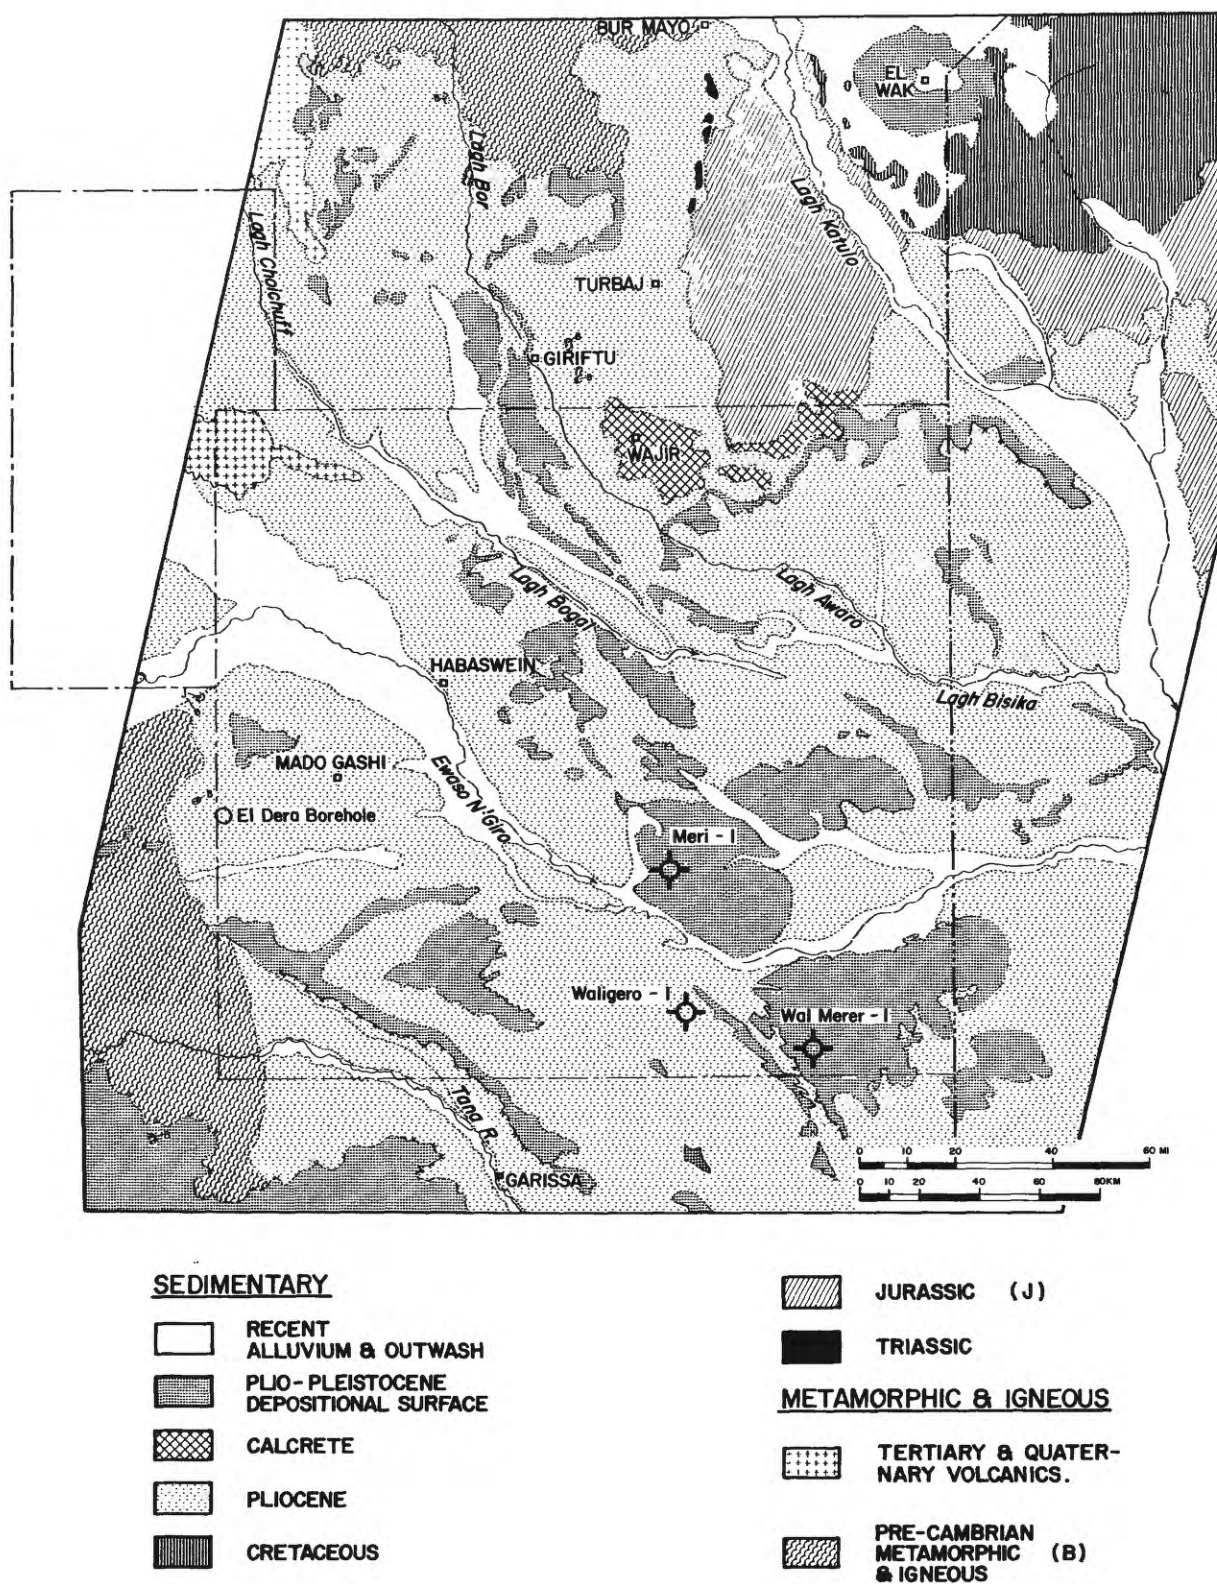 BUR MAYO
EL
WAK
Lagh Bor
Lagh Katulo
Lagh Choichuff
TURBAJ
GIRIFTU
WAJIR
Lagh Bogal
Lagh Awaro
HABASWEIN
Lagh Bisika
MADO GASHI
Ewaso N'Giro
El Dera Borehole
Meri - I
Waligero - I
Wal Merer - I
Tana R.
GARISSA
0 10 20 40 60 MI
0 10 20 40 60 80KM
SEDIMENTARY
RECENT
ALLUVIUM & OUTWASH
PLIO-PLEISTOCENE
DEPOSITIONAL SURFACE
CALCRETE
PLIOCENE
CRETACEOUS
JURASSIC (J)
TRIASSIC
METAMORPHIC & IGNEOUS
TERTIARY & QUATER-
NARY VOLCANICS.
PRE-CAMBRIAN
METAMORPHIC (B)
& IGNEOUS